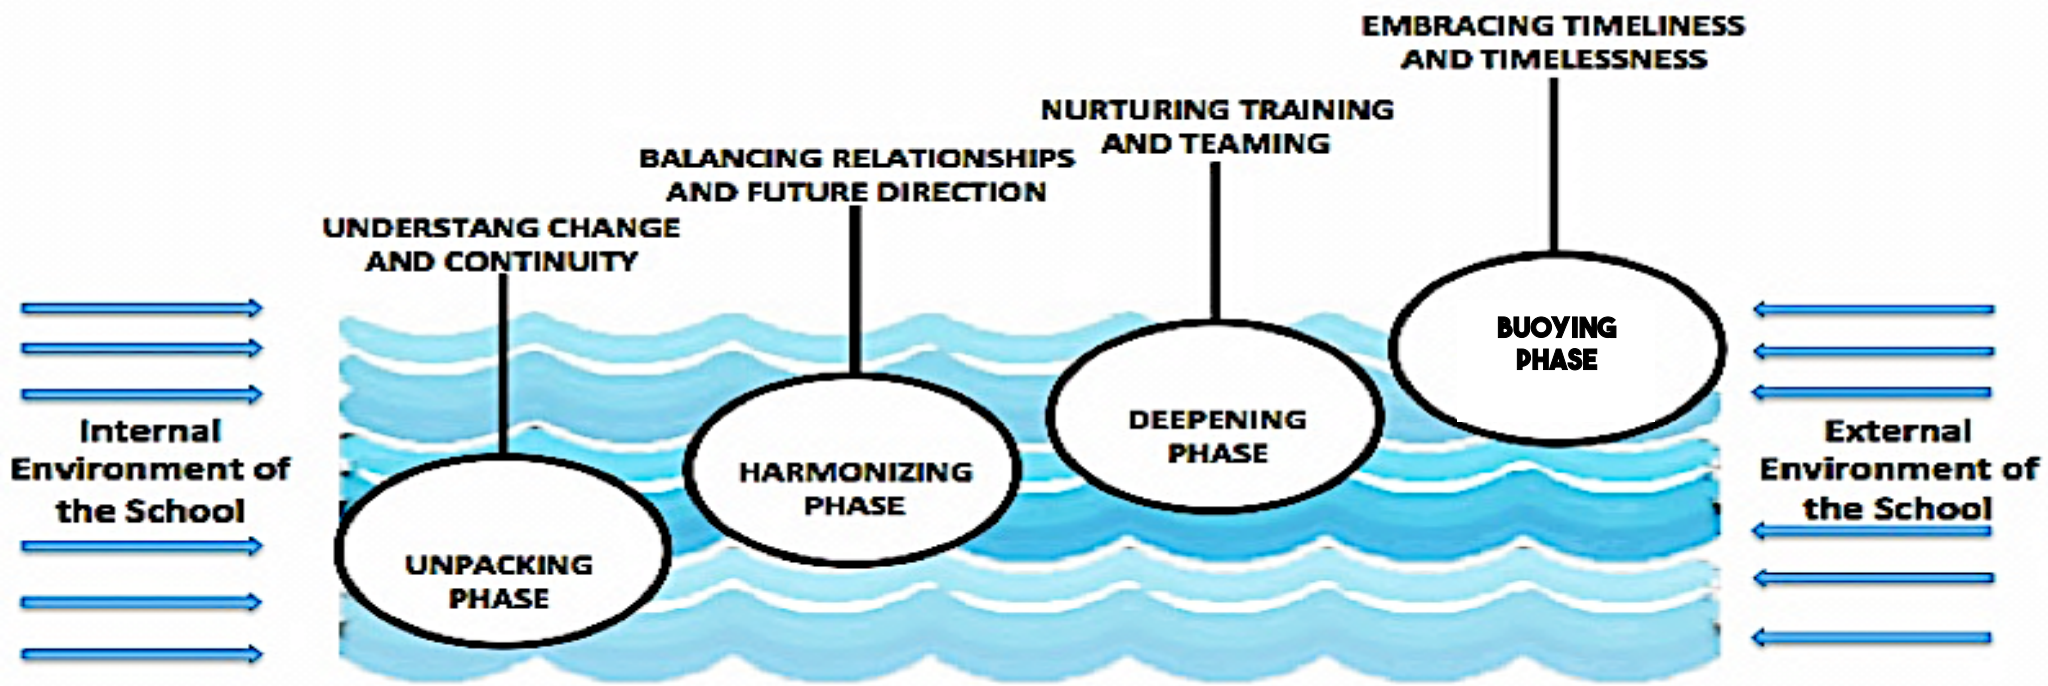 EMBRACING TIMELINESS
AND TIMELESSNESS
NURTURING TRAINING
AND TEAMING
BALANCING RELATIONSHIPS
AND FUTURE DIRECTION
UNDERSTANG CHANGE
AND CONTINUITY
Internal
Environment of
the School
UNPACKING
PHASE
HARMONIZING
PHASE
DEEPENING
PHASE
BUOYING
PHASE
External
Environment of
the School